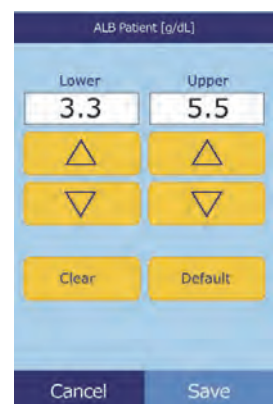 ALB Patient [g/dL]
Lower Upper
3.3 5.5
Clear Default
Cancel Save